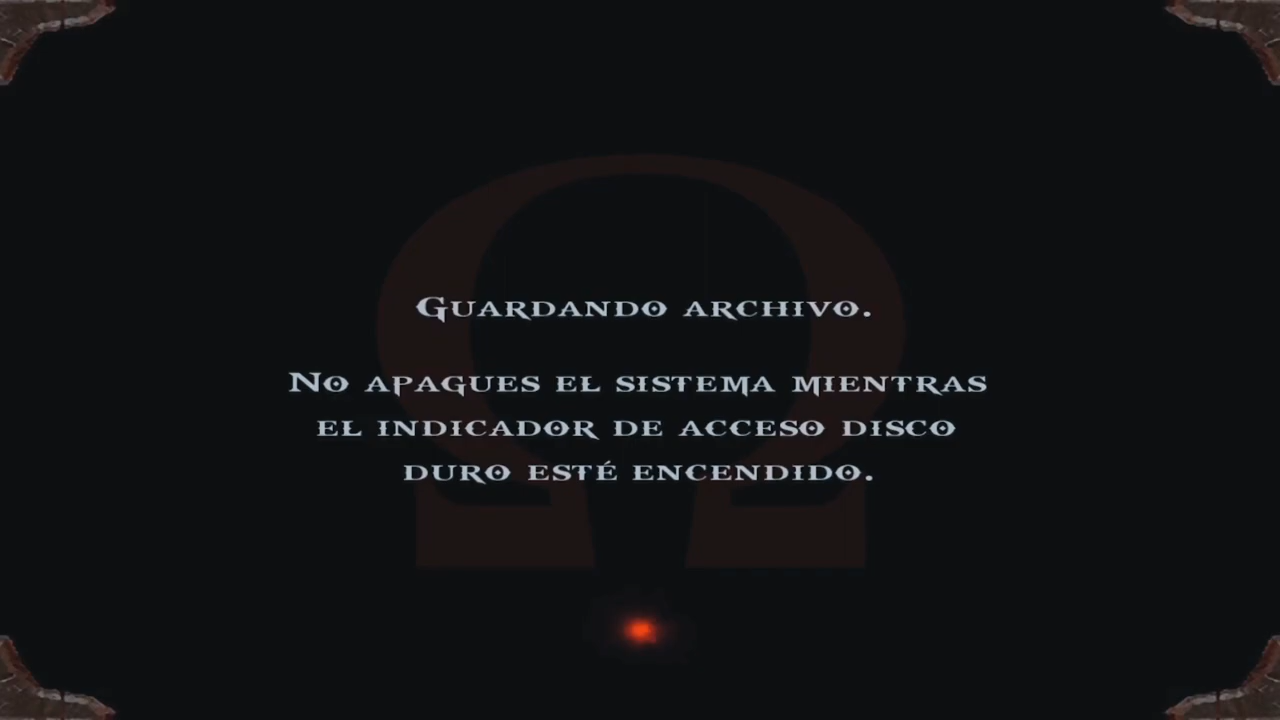 Guardando archivo.
No apagues el sistema mientras
el indicador de acceso disco
duro esté encendido.